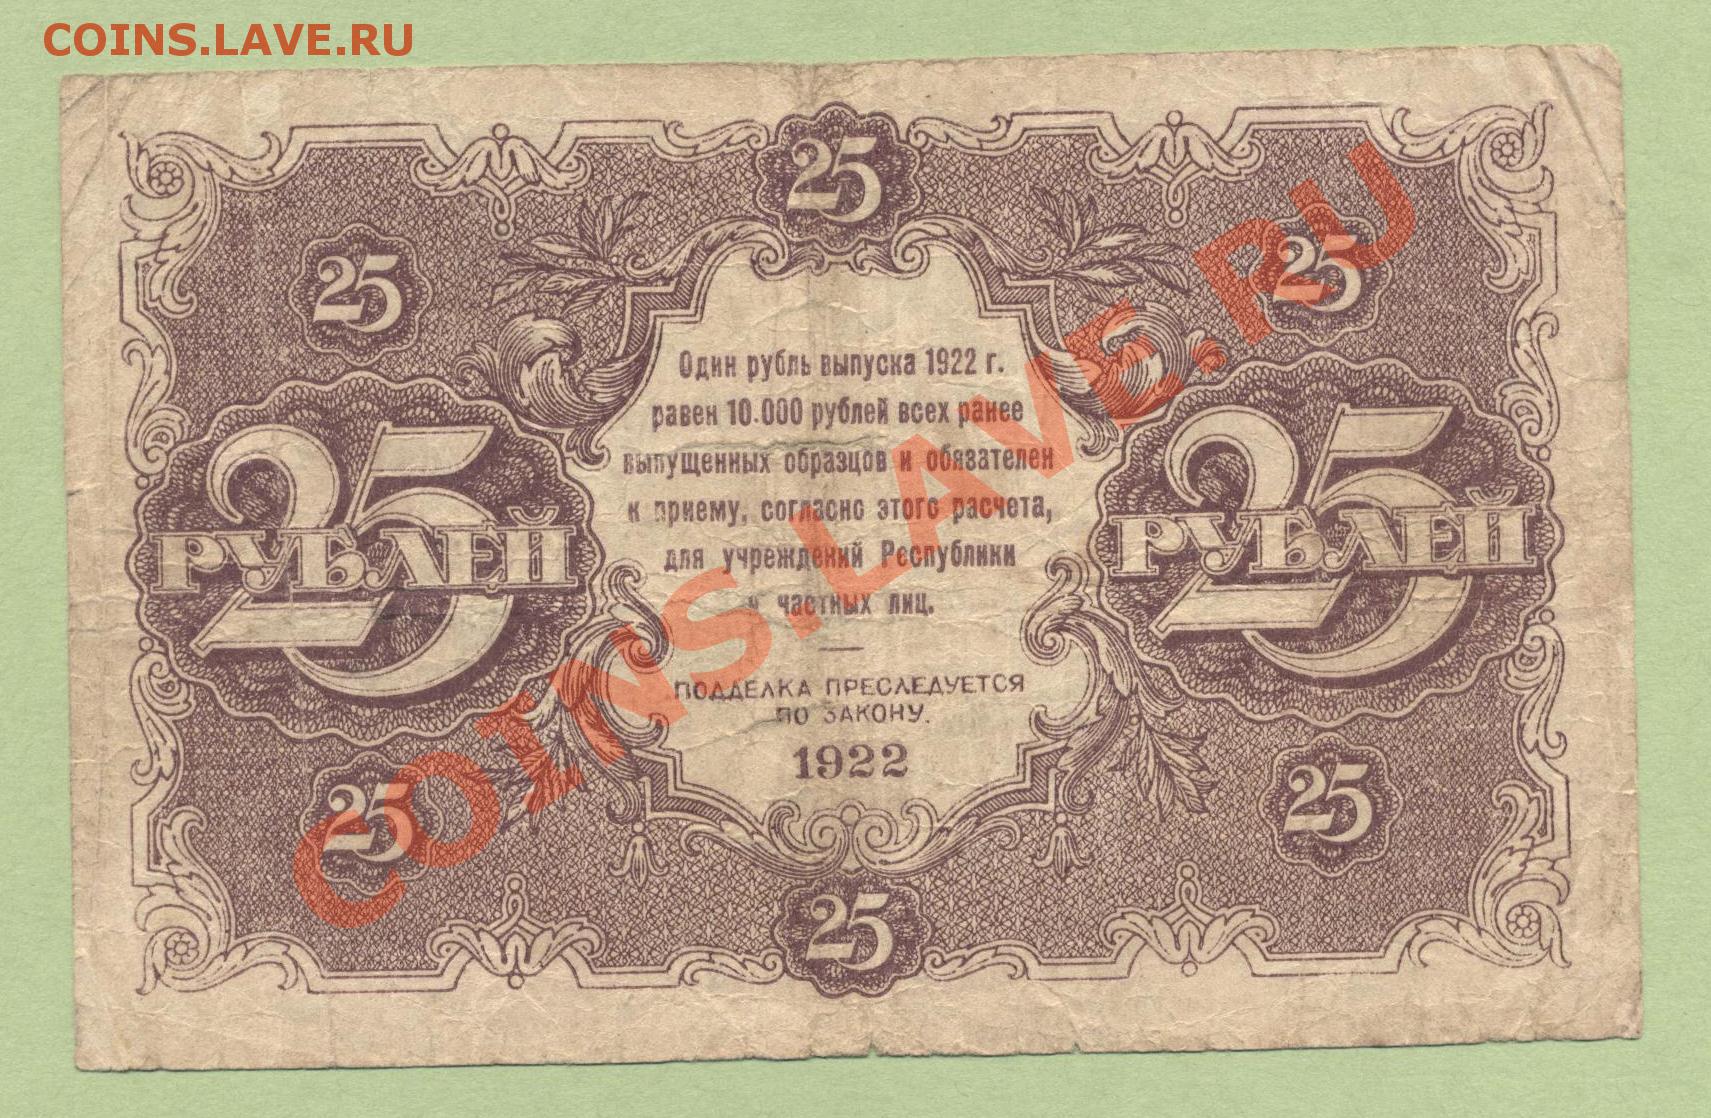 COINS.LAVE.RU
25
25
25
Один рубль выпуска 1922 г.
равен 10.000 рублей всех ранее
выпущенных образцов и обязателен
к приему, согласно этого расчета,
для учреждений Республики
и частных лиц.
25 РУБЛЕЙ
25 РУБЛЕЙ
ПОДДЕЛКА ПРЕСЛЕДУЕТСЯ
ПО ЗАКОНУ.
1922
25
25
25
COINS.LAVE.RU